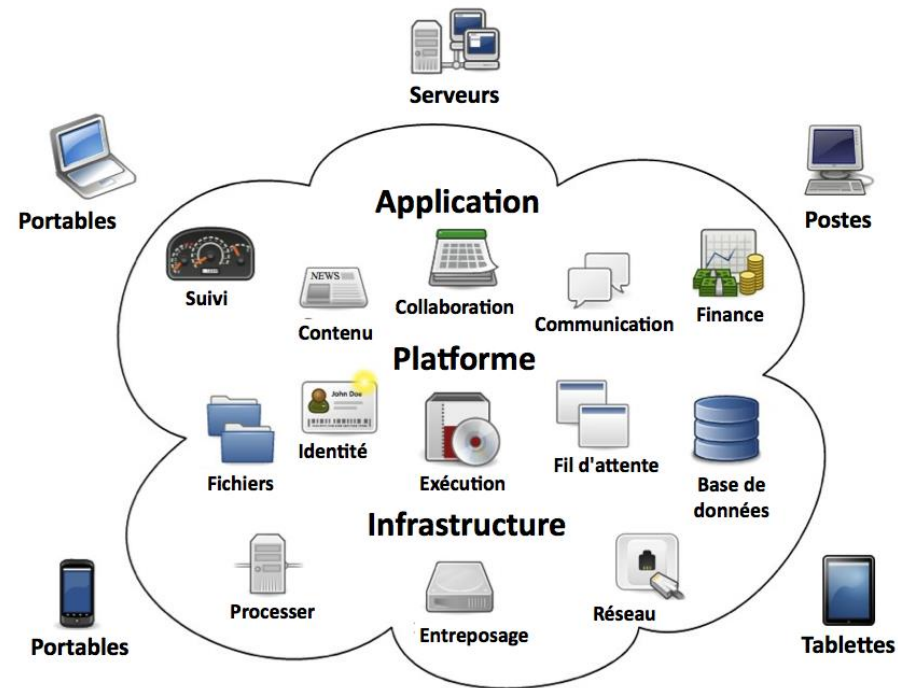 Serveurs
Portables
Postes
Application
Suivi
NEWS
Contenu
Collaboration
Communication
Finance
Platforme
Fichiers
John Doe
Identité
Exécution
Fil d'attente
Base de
données
Infrastructure
Processer
Entreposage
Réseau
Portables
Tablettes